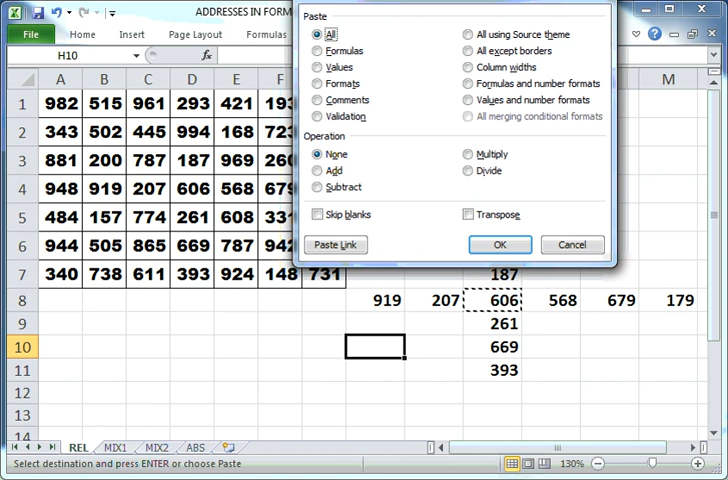 ADDRESSES IN FORM
File Home Insert Page Layout Formulas
H10 fx
Paste
All All using Source theme
Formulas All except borders
Values Column widths
Formats Formulas and number formats
Comments Values and number formats
Validation All merging conditional formats
Operation
None Multiply
Add Divide
Subtract
Skip blanks Transpose
Paste Link OK Cancel
A B C D E F M
1 982 515 961 293 421 193
2 343 502 445 994 168 723
3 881 200 787 187 969 260
4 948 919 207 606 568 679
5 484 157 774 261 608 331
6 944 505 865 669 787 942
7 340 738 611 393 924 148 731 187
8 919 207 606 568 679 179
9 261
10 669
11 393
12
13
14
REL MIX1 MIX2 ABS
Select destination and press ENTER or choose Paste 130%